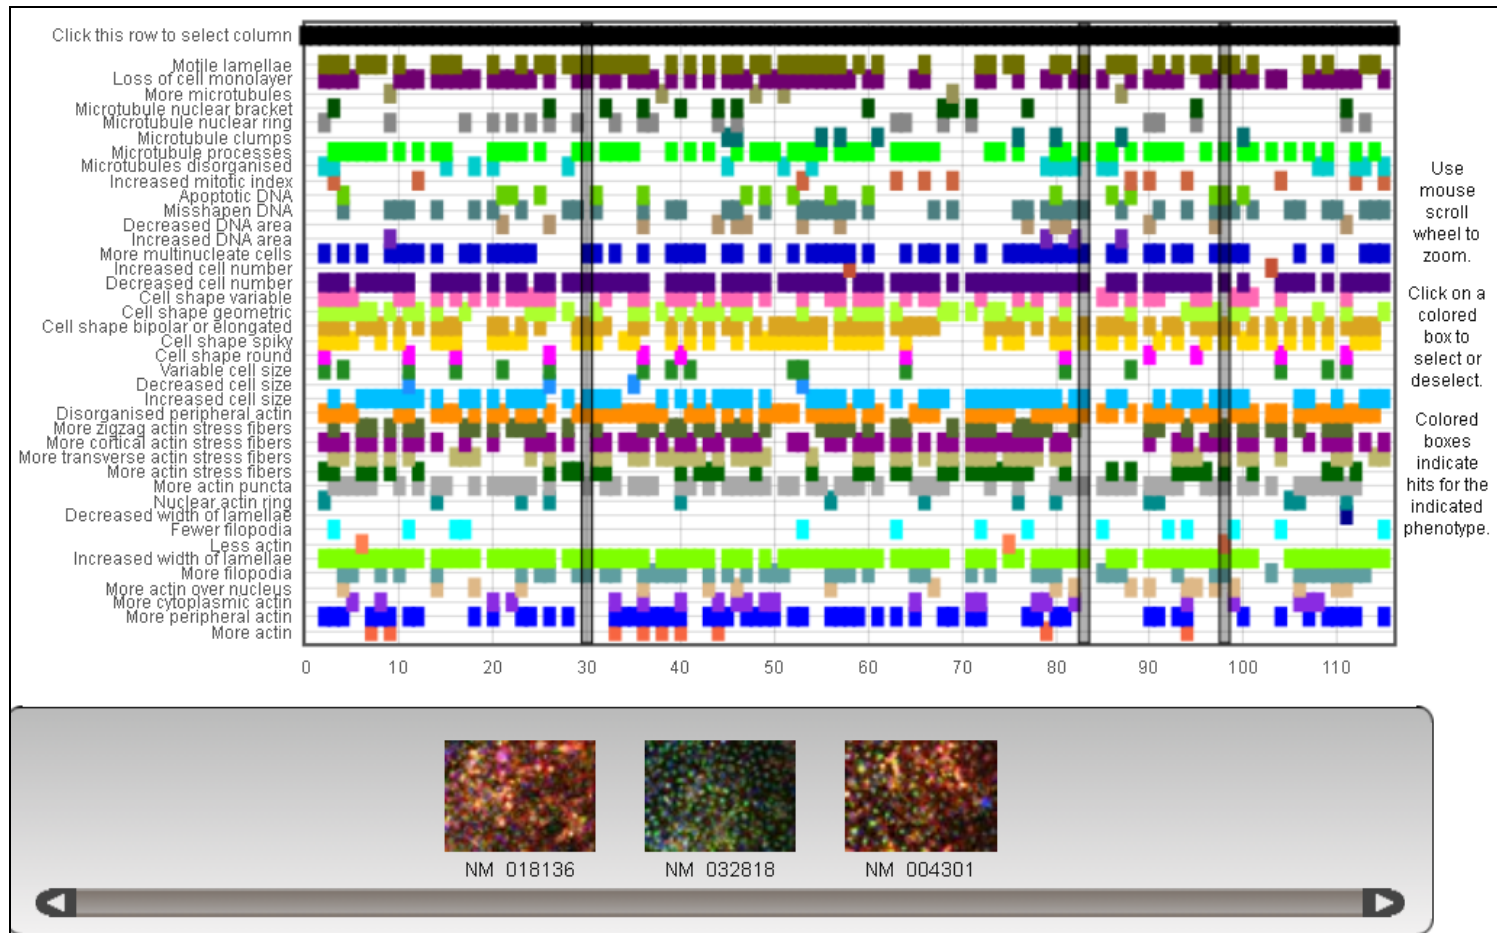 Click this row to select column
Motile lamellae
Loss of cell monolayer
More microtubules
Microtubule nuclear bracket
Microtubule nuclear ring
Microtubule clumps
Microtubule processes
Microtubules disorganised
Increased mitotic index
Apoptotic DNA
Misshapen DNA
Decreased DNA area
Increased DNA area
More multinucleate cells
Increased cell number
Decreased cell number
Cell shape variable
Cell shape geometric
Cell shape bipolar or elongated
Cell shape spiky
Cell shape round
Variable cell size
Decreased cell size
Increased cell size
Disorganised peripheral actin
More zigzag actin stress fibers
More cortical actin stress fibers
More transverse actin stress fibers
More actin stress fibers
More actin puncta
Nuclear actin ring
Decreased width of lamellae
Fewer filopodia
Less actin
Increased width of lamellae
More filopodia
More actin over nucleus
More cytoplasmic actin
More peripheral actin
More actin
0 10 20 30 40 50 60 70 80 90 100 110
Use
mouse
scroll
wheel to
zoom.
Click on a
colored
box to
select or
deselect.
Colored
boxes
indicate
hits for the
indicated
phenotype.
NM 018136 NM 032818 NM 004301